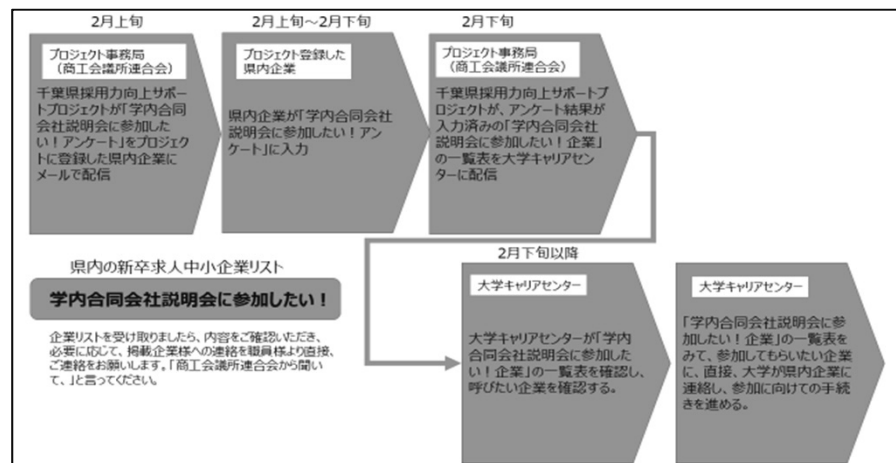 2月上旬
プロジェクト事務局
（商工会議所連合会）
千葉県採用力向上サポー
トプロジェクトが「学内合同
会社説明会に参加した
い！アンケート」をプロジェク
トに登録した県内企業に
メールで配信
2月上旬～2月下旬
プロジェクト登録した
県内企業
県内企業が「学内合同会社
説明会に参加したい！アンケ
ート」に入力
2月下旬
プロジェクト事務局
（商工会議所連合会）
千葉県採用力向上サポートプ
ロジェクトが、アンケート結果が
入力済みの「学内合同会社
説明会に参加したい！企業」
の一覧表を大学キャリアセン
ターに配信
県内の新卒求人中小企業リスト
学内合同会社説明会に参加したい！
企業リストを受け取りましたら、内容をご確認いただき、
必要に応じて、掲載企業様への連絡を職員様より直接、
ご連絡をお願いします。「商工会議所連合会から聞い
て、」と言ってください。
2月下旬以降
大学キャリアセンター
大学キャリアセンターが「学内
合同会社説明会に参加した
い！企業」の一覧表を確認し、
呼びたい企業を確認する。
大学キャリアセンター
「学内合同会社説明会に参
加したい！企業」の一覧表を
みて、参加してもらいたい企業
に、直接、大学が県内企業に
連絡し、参加に向けての手続
きを進める。